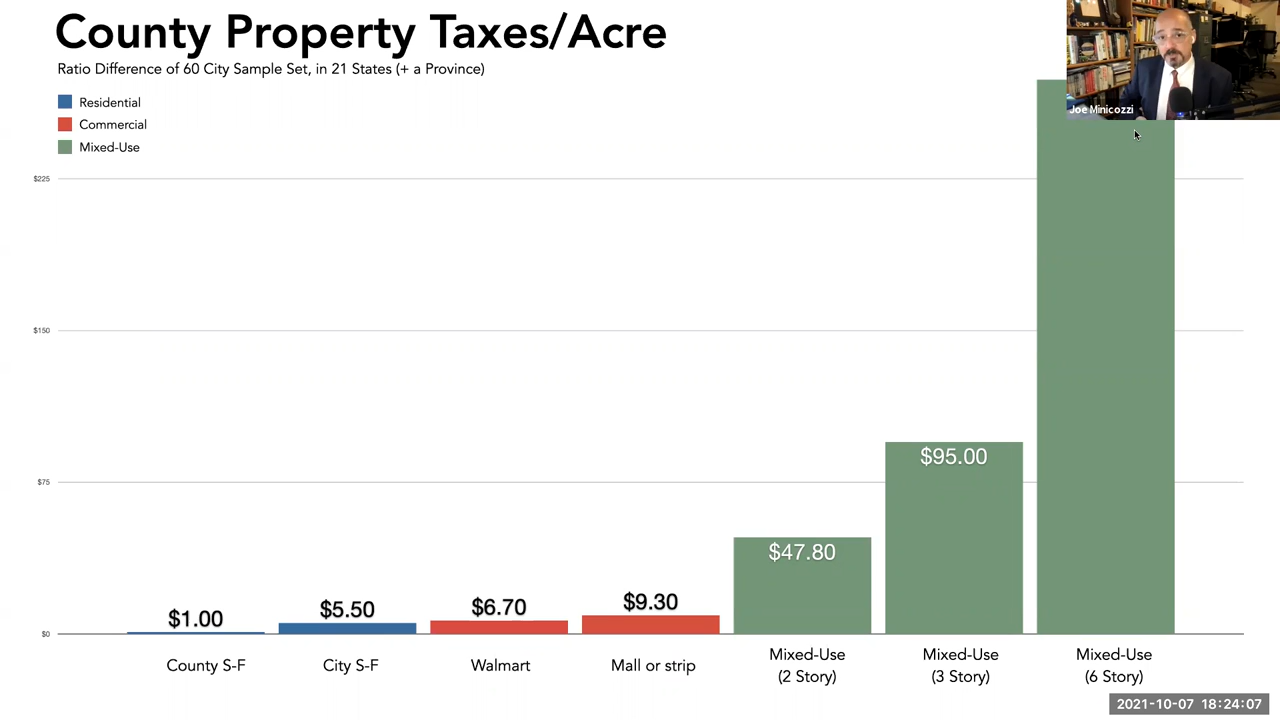 County Property Taxes/Acre
Ratio Difference of 60 City Sample Set, in 21 States (+ a Province)
Residential
Commercial
Mixed-Use
Joe Minicozzi
$225
$150
$75
$0
$1.00
$5.50
$6.70
$9.30
$47.80
$95.00
County S-F
City S-F
Walmart
Mall or strip
Mixed-Use
(2 Story)
Mixed-Use
(3 Story)
Mixed-Use
(6 Story)
2021-10-07 18:24:07